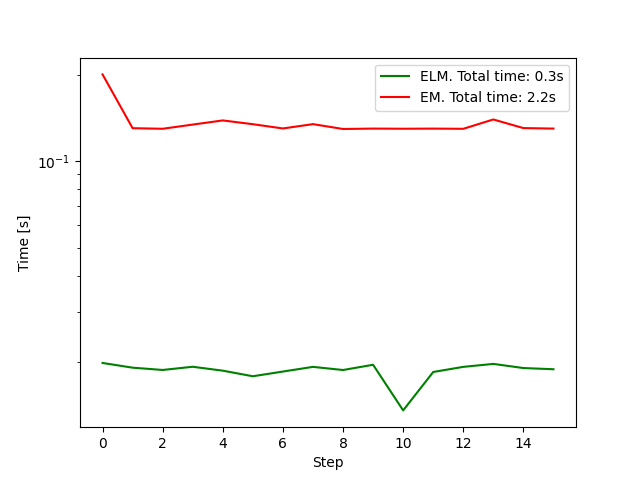 ELM. Total time: 0.3s
EM. Total time: 2.2s
10⁻¹
Time [s]
0 2 4 6 8 10 12 14
Step